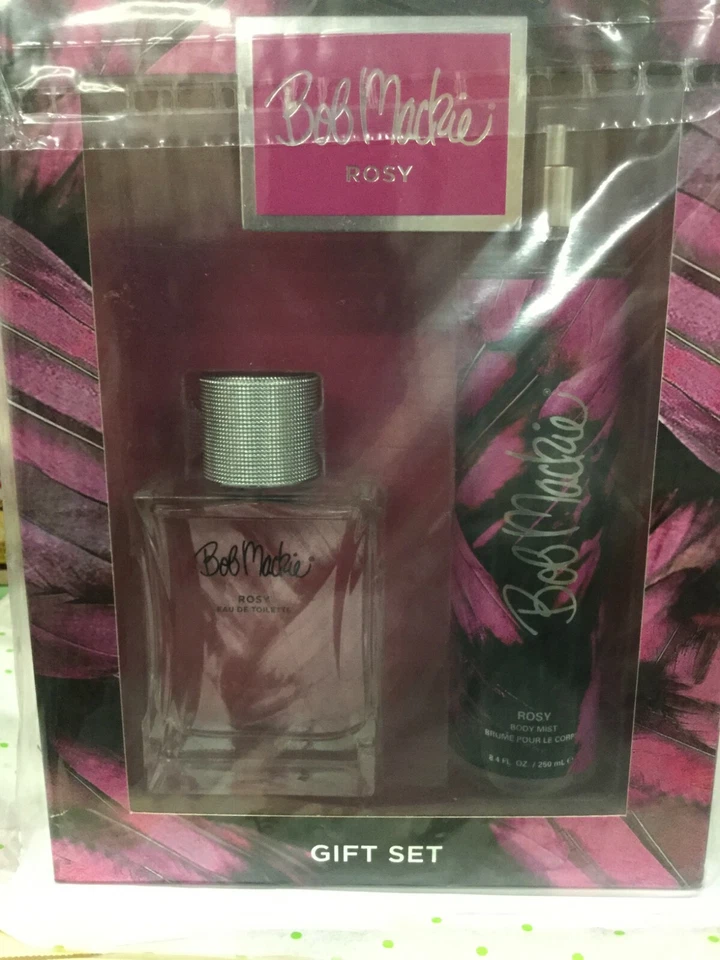 Bob Mackie
ROSY
Bob Mackie
ROSY
EAU DE TOILETTE
Bob Mackie®
ROSY
BODY MIST
BRUME POUR LE CORPS
8.4 FL. OZ. / 250 mL
GIFT SET